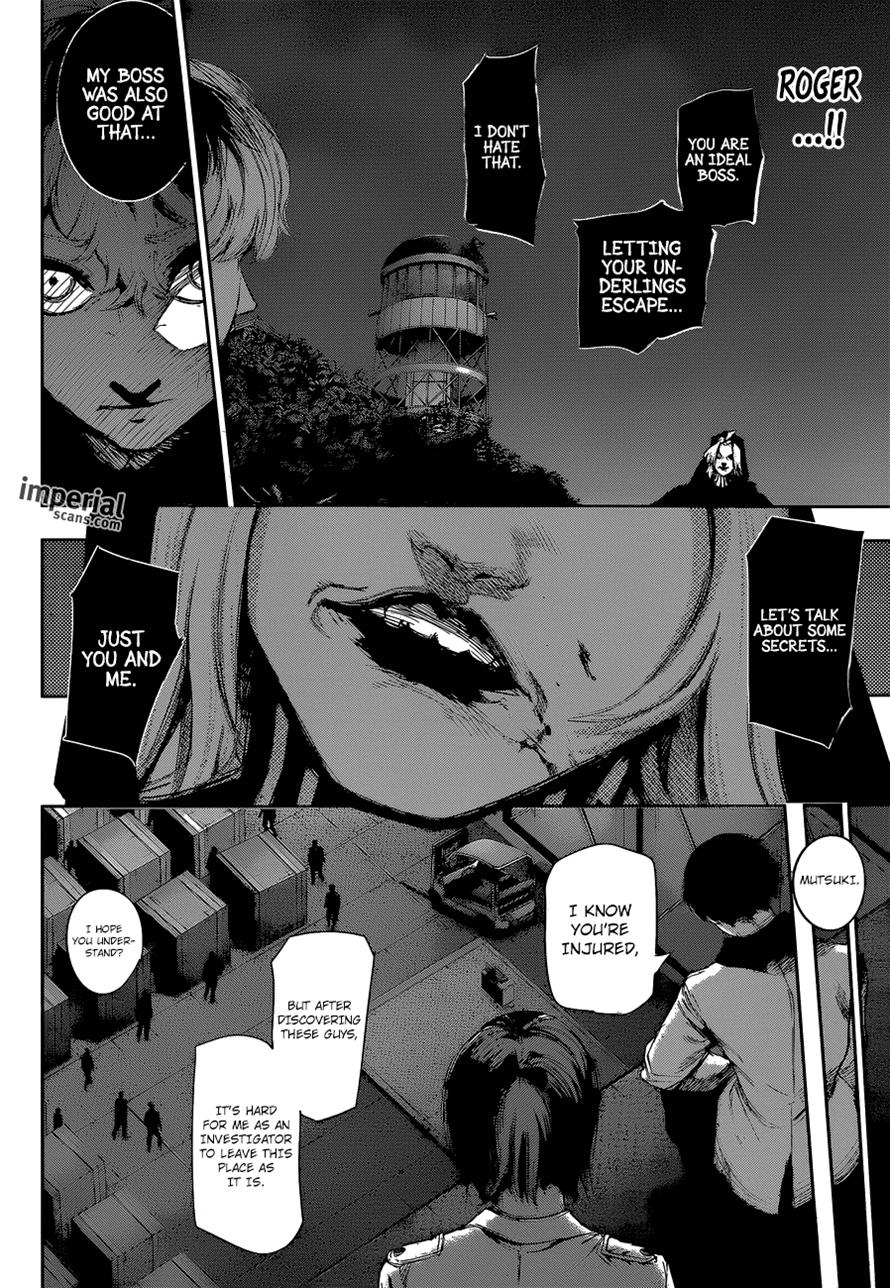 ROGER
...!!
YOU ARE
AN IDEAL
BOSS.
LETTING
YOUR UN-
DERLINGS
ESCAPE...
I DON'T
HATE
THAT.
MY BOSS
WAS ALSO
GOOD AT
THAT...
imperial
scans.com
LET'S TALK
ABOUT SOME
SECRETS...
JUST
YOU AND
ME.
MUTSUKI.
I KNOW
YOU'RE
INJURED,
BUT AFTER
DISCOVERING
THESE GUYS,
IT'S HARD
FOR ME AS AN
INVESTIGATOR
TO LEAVE THIS
PLACE AS
IT IS.
I HOPE
YOU UNDER-
STAND?